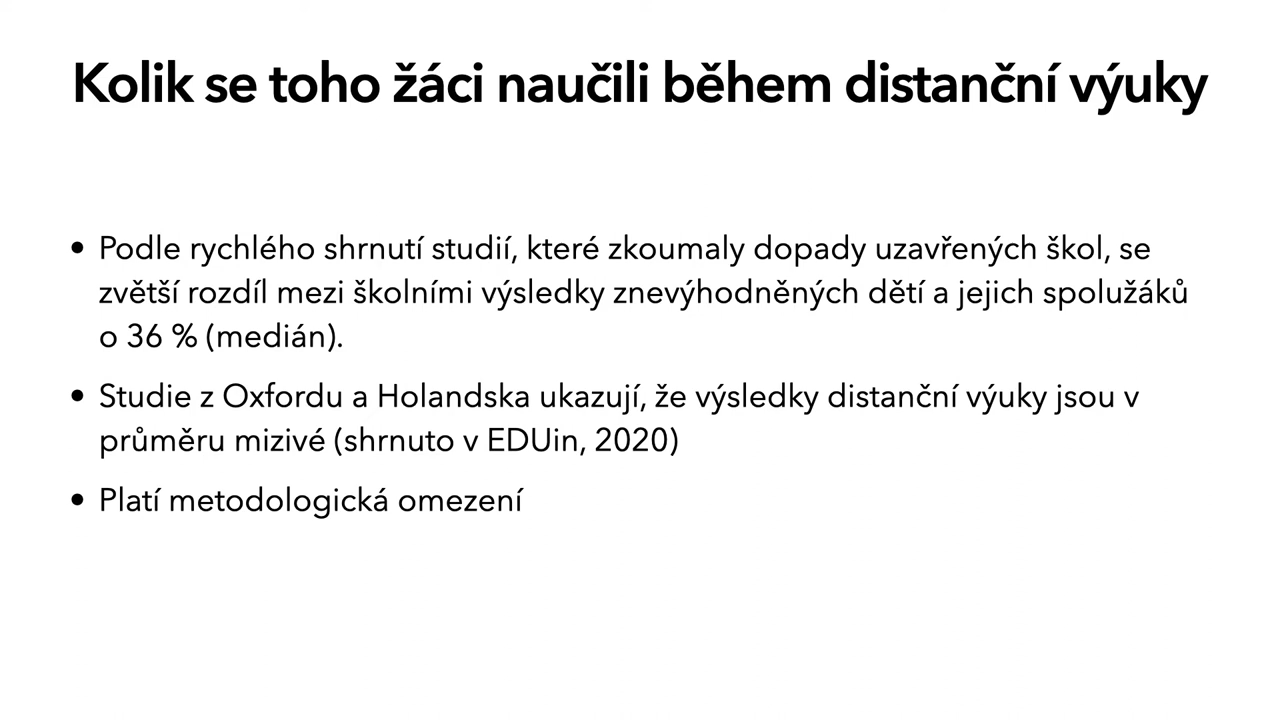 Kolik se toho žáci naučili během distanční výuky
• Podle rychlého shrnutí studií, které zkoumaly dopady uzavřených škol, se
zvětší rozdíl mezi školními výsledky znevýhodněných dětí a jejich spolužáků
o 36 % (medián).
• Studie z Oxfordu a Holandska ukazují, že výsledky distanční výuky jsou v
průměru mizivé (shrnuto v EDUin, 2020)
• Platí metodologická omezení